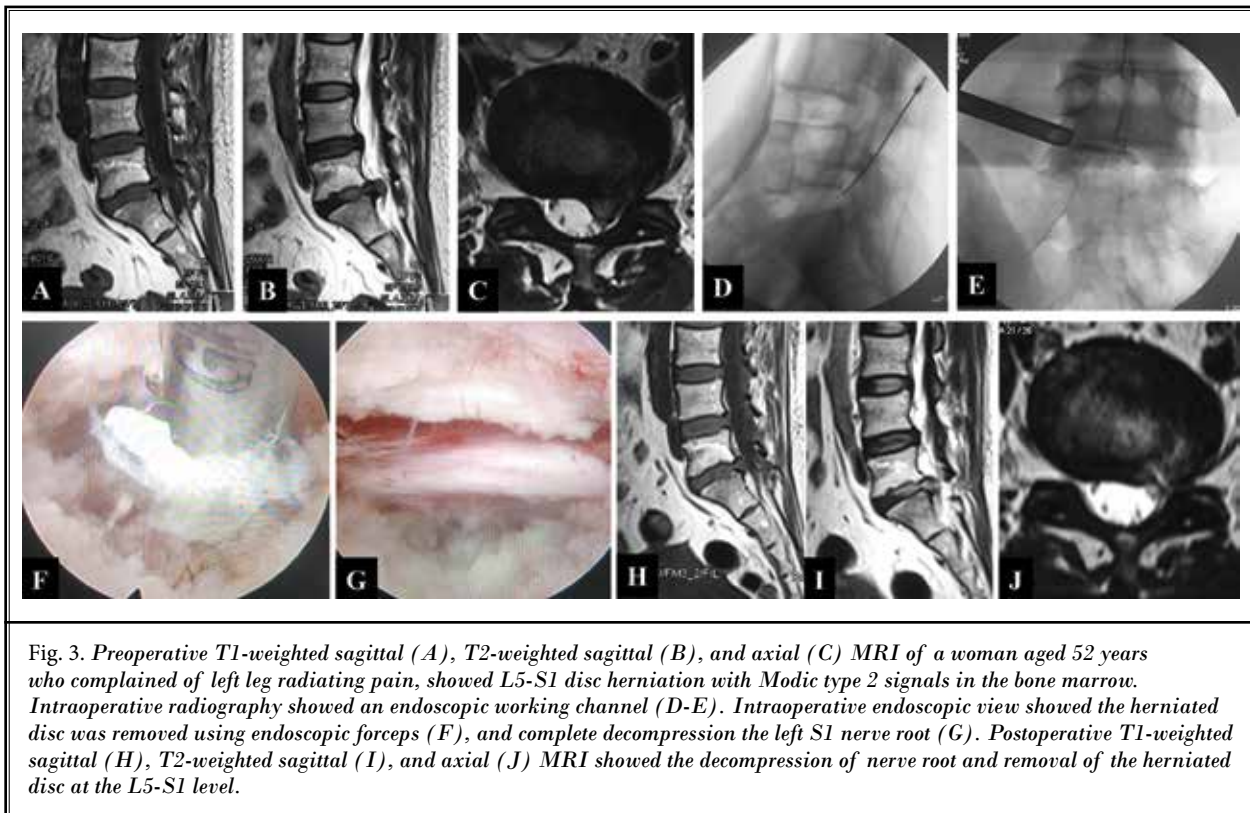 A
B
C
D
E
F
G
H
I
J
Fig. 3. Preoperative T1-weighted sagittal (A), T2-weighted sagittal (B), and axial (C) MRI of a woman aged 52 years
who complained of left leg radiating pain, showed L5-S1 disc herniation with Modic type 2 signals in the bone marrow.
Intraoperative radiography showed an endoscopic working channel (D-E). Intraoperative endoscopic view showed the herniated
disc was removed using endoscopic forceps (F), and complete decompression the left S1 nerve root (G). Postoperative T1-weighted
sagittal (H), T2-weighted sagittal (I), and axial (J) MRI showed the decompression of nerve root and removal of the herniated
disc at the L5-S1 level.